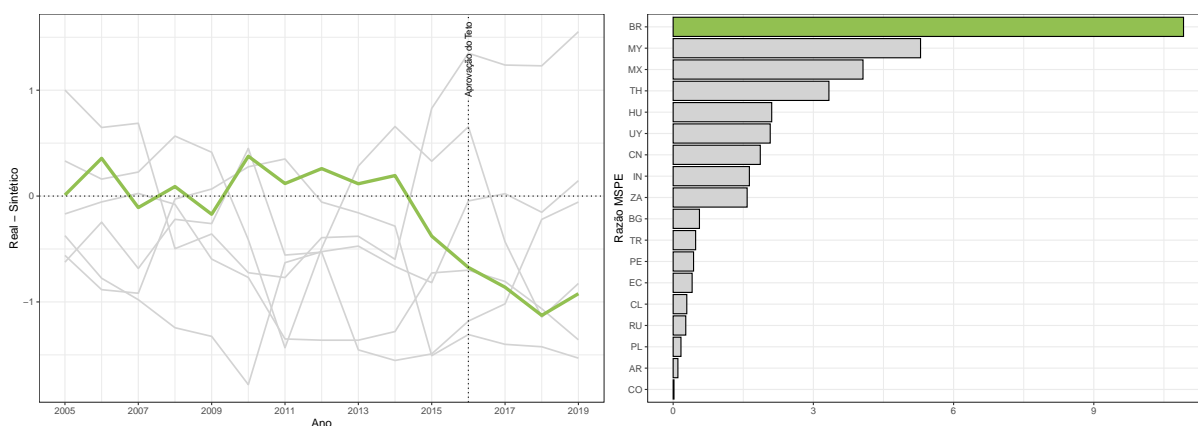 Real − Sintético
1
0
−1
Aprovação do Teto
2005 2007 2009 2011 2013 2015 2017 2019
Ano
Razão MSPE
BR
MY
MX
TH
HU
UY
CN
IN
ZA
BG
TR
PE
EC
CL
RU
PL
AR
CO
0 3 6 9